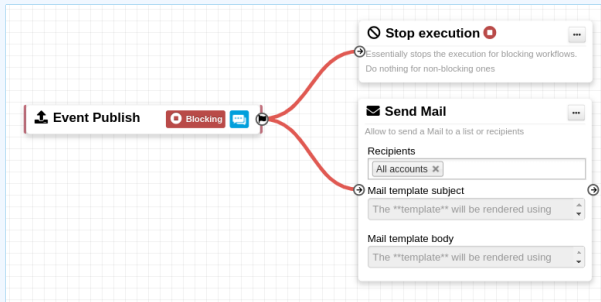 Stop execution
Essentially stops the execution for blocking workflows.
Do nothing for non-blocking ones
Event Publish
Blocking
Send Mail
Allow to send a Mail to a list or recipients
Recipients
All accounts
Mail template subject
The **template** will be rendered using
Mail template body
The **template** will be rendered using